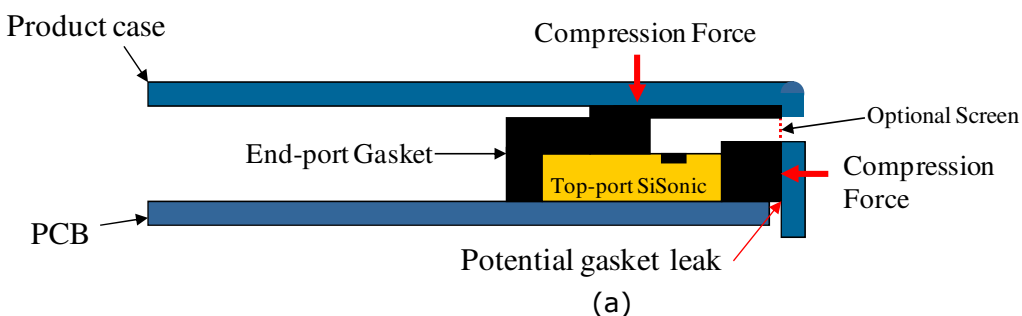 Product case
Compression Force
Optional Screen
End-port Gasket
Compression
Force
Top-port SiSonic
PCB
Potential gasket leak
(a)